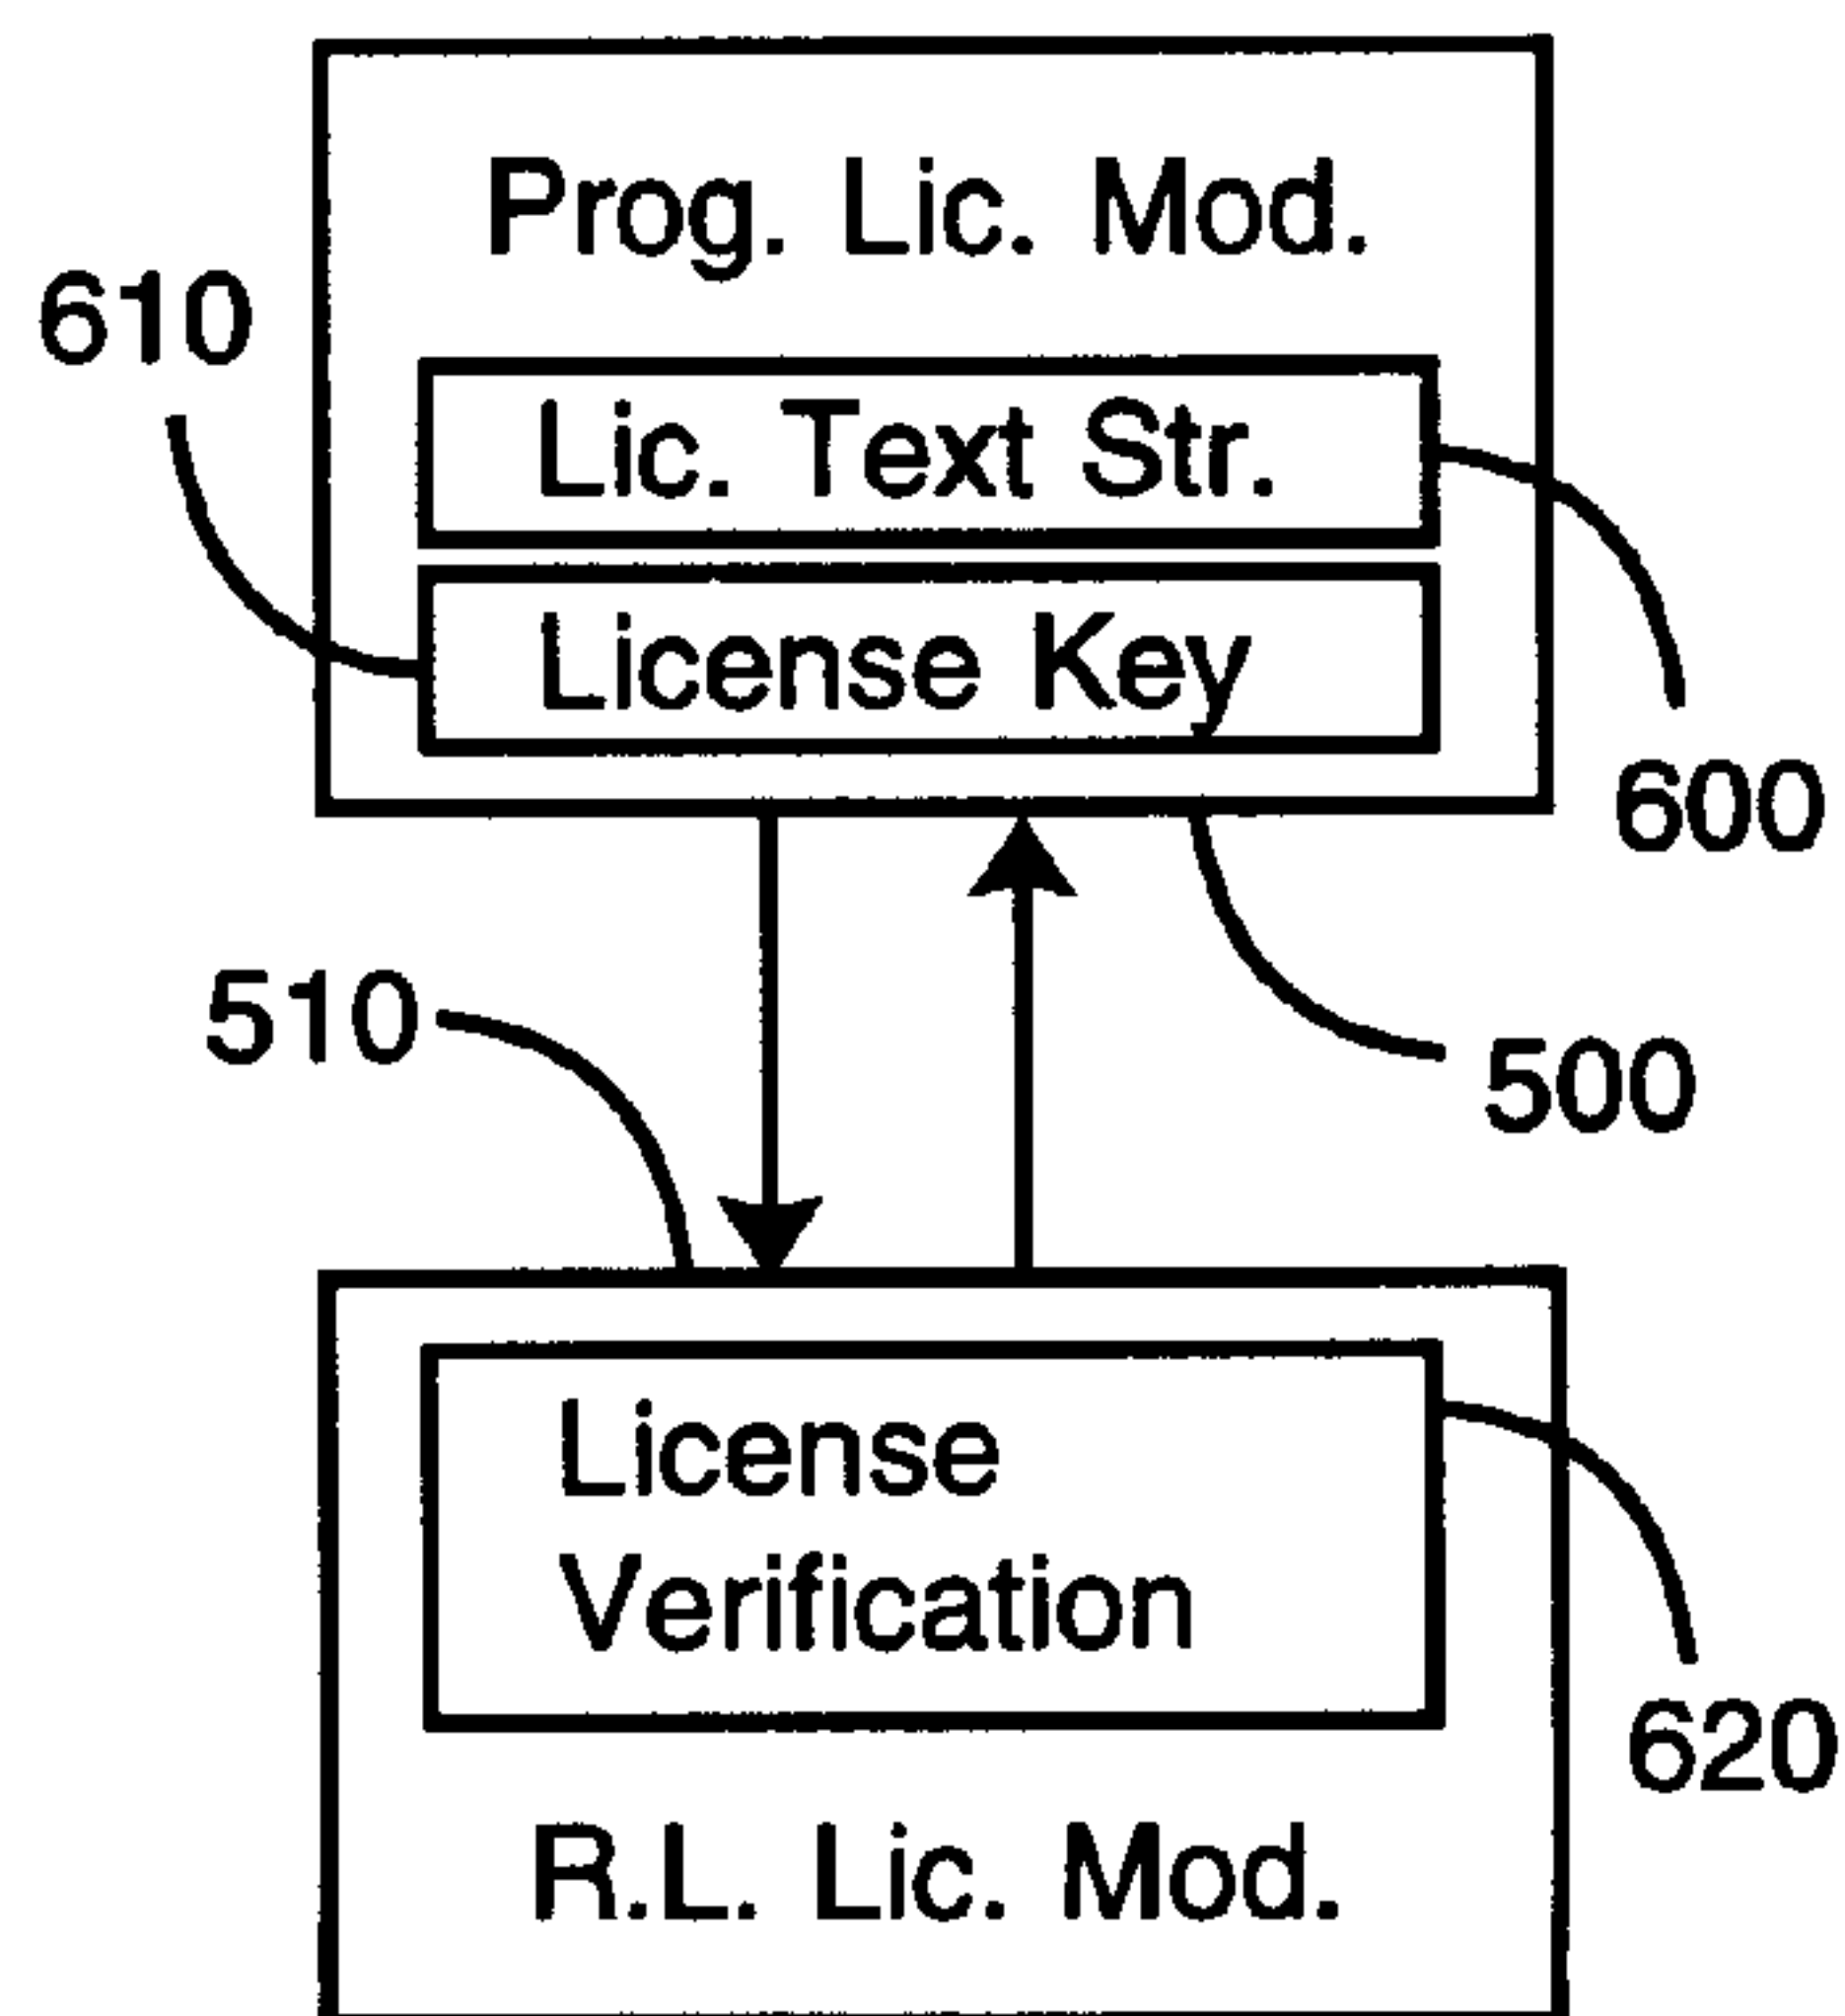 Prog. Lic. Mod.
610
Lic. Text Str.
License Key
600
510
500
License
Verification
620
R.L. Lic. Mod.